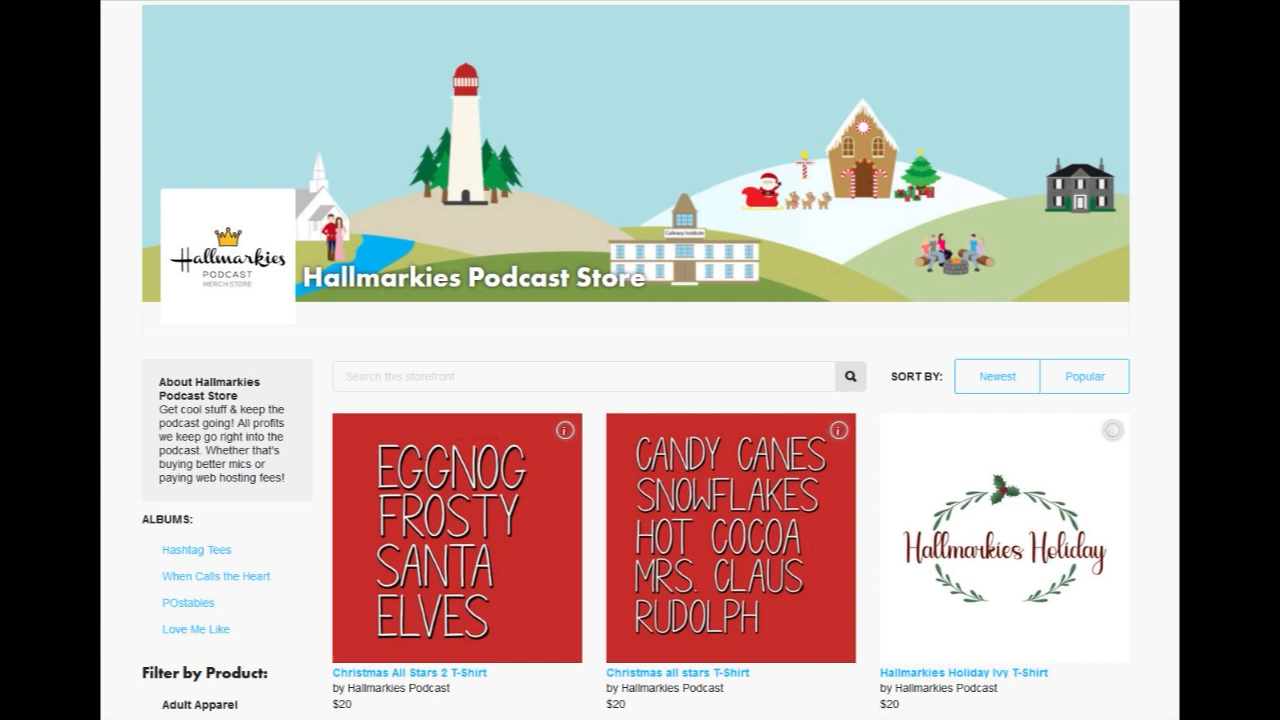 Culinary Institute
Hallmarkies
PODCAST
MERCH STORE
Hallmarkies Podcast Store
About Hallmarkies
Podcast Store
Get cool stuff & keep the
podcast going! All profits
we keep go right into the
podcast. Whether that's
buying better mics or
paying web hosting fees!
ALBUMS:
Hashtag Tees
When Calls the Heart
POstables
Love Me Like
Filter by Product:
Adult Apparel
Search this storefront
SORT BY:
Newest
Popular
EGGNOG
FROSTY
SANTA
ELVES
Christmas All Stars 2 T-Shirt
by Hallmarkies Podcast
$20
CANDY CANES
SNOWFLAKES
HOT COCOA
MRS. CLAUS
RUDOLPH
Christmas all stars T-Shirt
by Hallmarkies Podcast
$20
Hallmarkies Holiday
Hallmarkies Holiday Ivy T-Shirt
by Hallmarkies Podcast
$20